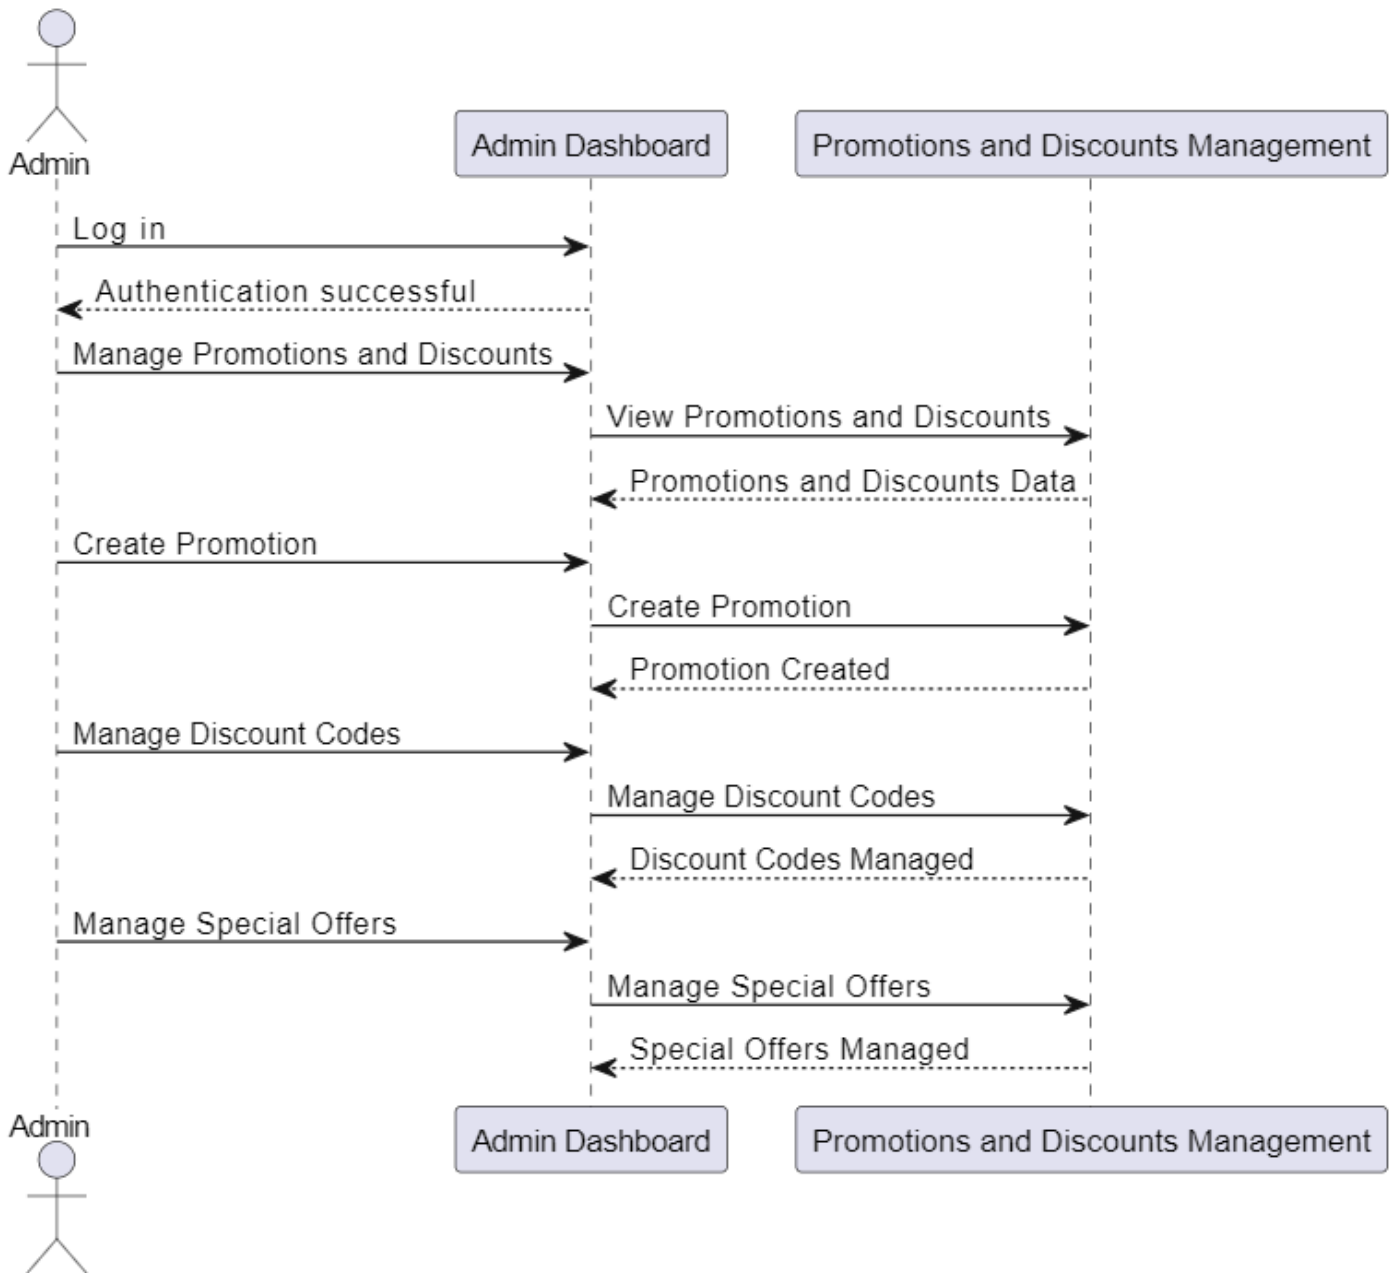 Admin
Admin Dashboard
Promotions and Discounts Management
Log in
Authentication successful
Manage Promotions and Discounts
View Promotions and Discounts
Promotions and Discounts Data
Create Promotion
Create Promotion
Promotion Created
Manage Discount Codes
Manage Discount Codes
Discount Codes Managed
Manage Special Offers
Manage Special Offers
Special Offers Managed
Admin
Admin Dashboard
Promotions and Discounts Management